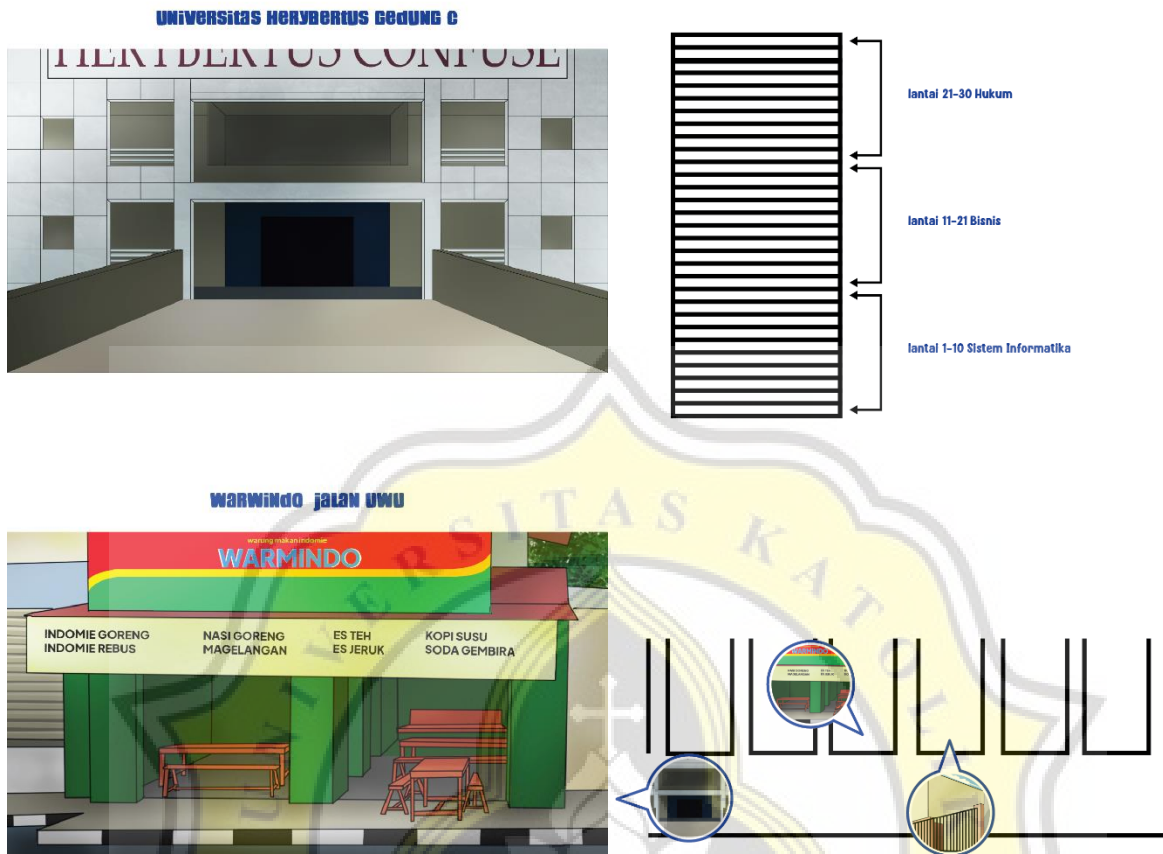 UNIVERSITAS HERYBERTUS GEDUNG C
HERYBERTUS CONFUSE
lantai 21-30 Hukum
lantai 11-21 Bisnis
lantai 1-10 Sistem Informatika
WARWINDO JALAN UWU
warung makan indomie
WARMINDO
INDOMIE GORENG NASI GORENG ES TEH KOPI SUSU
INDOMIE REBUS MAGELANGAN ES JERUK SODA GEMBIRA
UNIVERSITAS KATOLIK